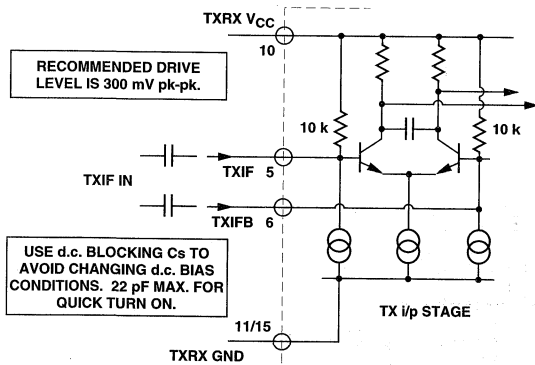 TXRX VCC
10
RECOMMENDED DRIVE
LEVEL IS 300 mV pk-pk.
10 k
10 k
TXIF 5
TXIF IN
TXIFB 6
USE d.c. BLOCKING Cs TO
AVOID CHANGING d.c. BIAS
CONDITIONS. 22 pF MAX. FOR
QUICK TURN ON.
TX i/p STAGE
11/15
TXRX GND